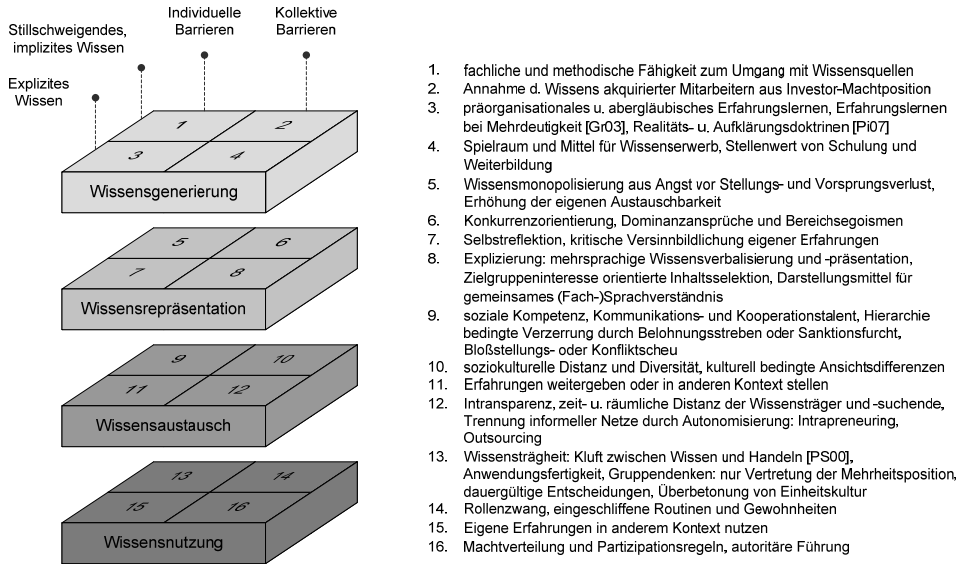 Individuelle
Barrieren
Kollektive
Barrieren
Stillschweigendes,
implizites Wissen
Explizites
Wissen
1
2
3
4
Wissensgenerierung
5
6
7
8
Wissensrepräsentation
9
10
11
12
Wissensaustausch
13
14
15
16
Wissensnutzung
1. fachliche und methodische Fähigkeit zum Umgang mit Wissensquellen
2. Annahme d. Wissens akquirierter Mitarbeitern aus Investor-Machtposition
3. präorganisationales u. abergläubisches Erfahrungslernen, Erfahrungslernen
bei Mehrdeutigkeit [Gr03], Realitäts- u. Aufklärungsdoktrinen [Pi07]
4. Spielraum und Mittel für Wissenserwerb, Stellenwert von Schulung und
Weiterbildung
5. Wissensmonopolisierung aus Angst vor Stellungs- und Vorsprungsverlust,
Erhöhung der eigenen Austauschbarkeit
6. Konkurrenzorientierung, Dominanzansprüche und Bereichsegoismen
7. Selbstreflektion, kritische Versinnbildlichung eigener Erfahrungen
8. Explizierung: mehrsprachige Wissensverbalisierung und -präsentation,
Zielgruppeninteresse orientierte Inhaltsselektion, Darstellungsmittel für
gemeinsames (Fach-)Sprachverständnis
9. soziale Kompetenz, Kommunikations- und Kooperationstalent, Hierarchie
bedingte Verzerrung durch Belohnungsstreben oder Sanktionsfurcht,
Bloßstellungs- oder Konfliktscheu
10. soziokulturelle Distanz und Diversität, kulturell bedingte Ansichtsdifferenzen
11. Erfahrungen weitergeben oder in anderen Kontext stellen
12. Intransparenz, zeit- u. räumliche Distanz der Wissensträger und -suchende,
Trennung informeller Netze durch Autonomisierung: Intrapreneuring,
Outsourcing
13. Wissensträgheit: Kluft zwischen Wissen und Handeln [PS00],
Anwendungsfertigkeit, Gruppendenken: nur Vertretung der Mehrheitsposition,
dauergültige Entscheidungen, Überbetonung von Einheitskultur
14. Rollenzwang, eingeschliffene Routinen und Gewohnheiten
15. Eigene Erfahrungen in anderem Kontext nutzen
16. Machtverteilung und Partizipationsregeln, autoritäre Führung